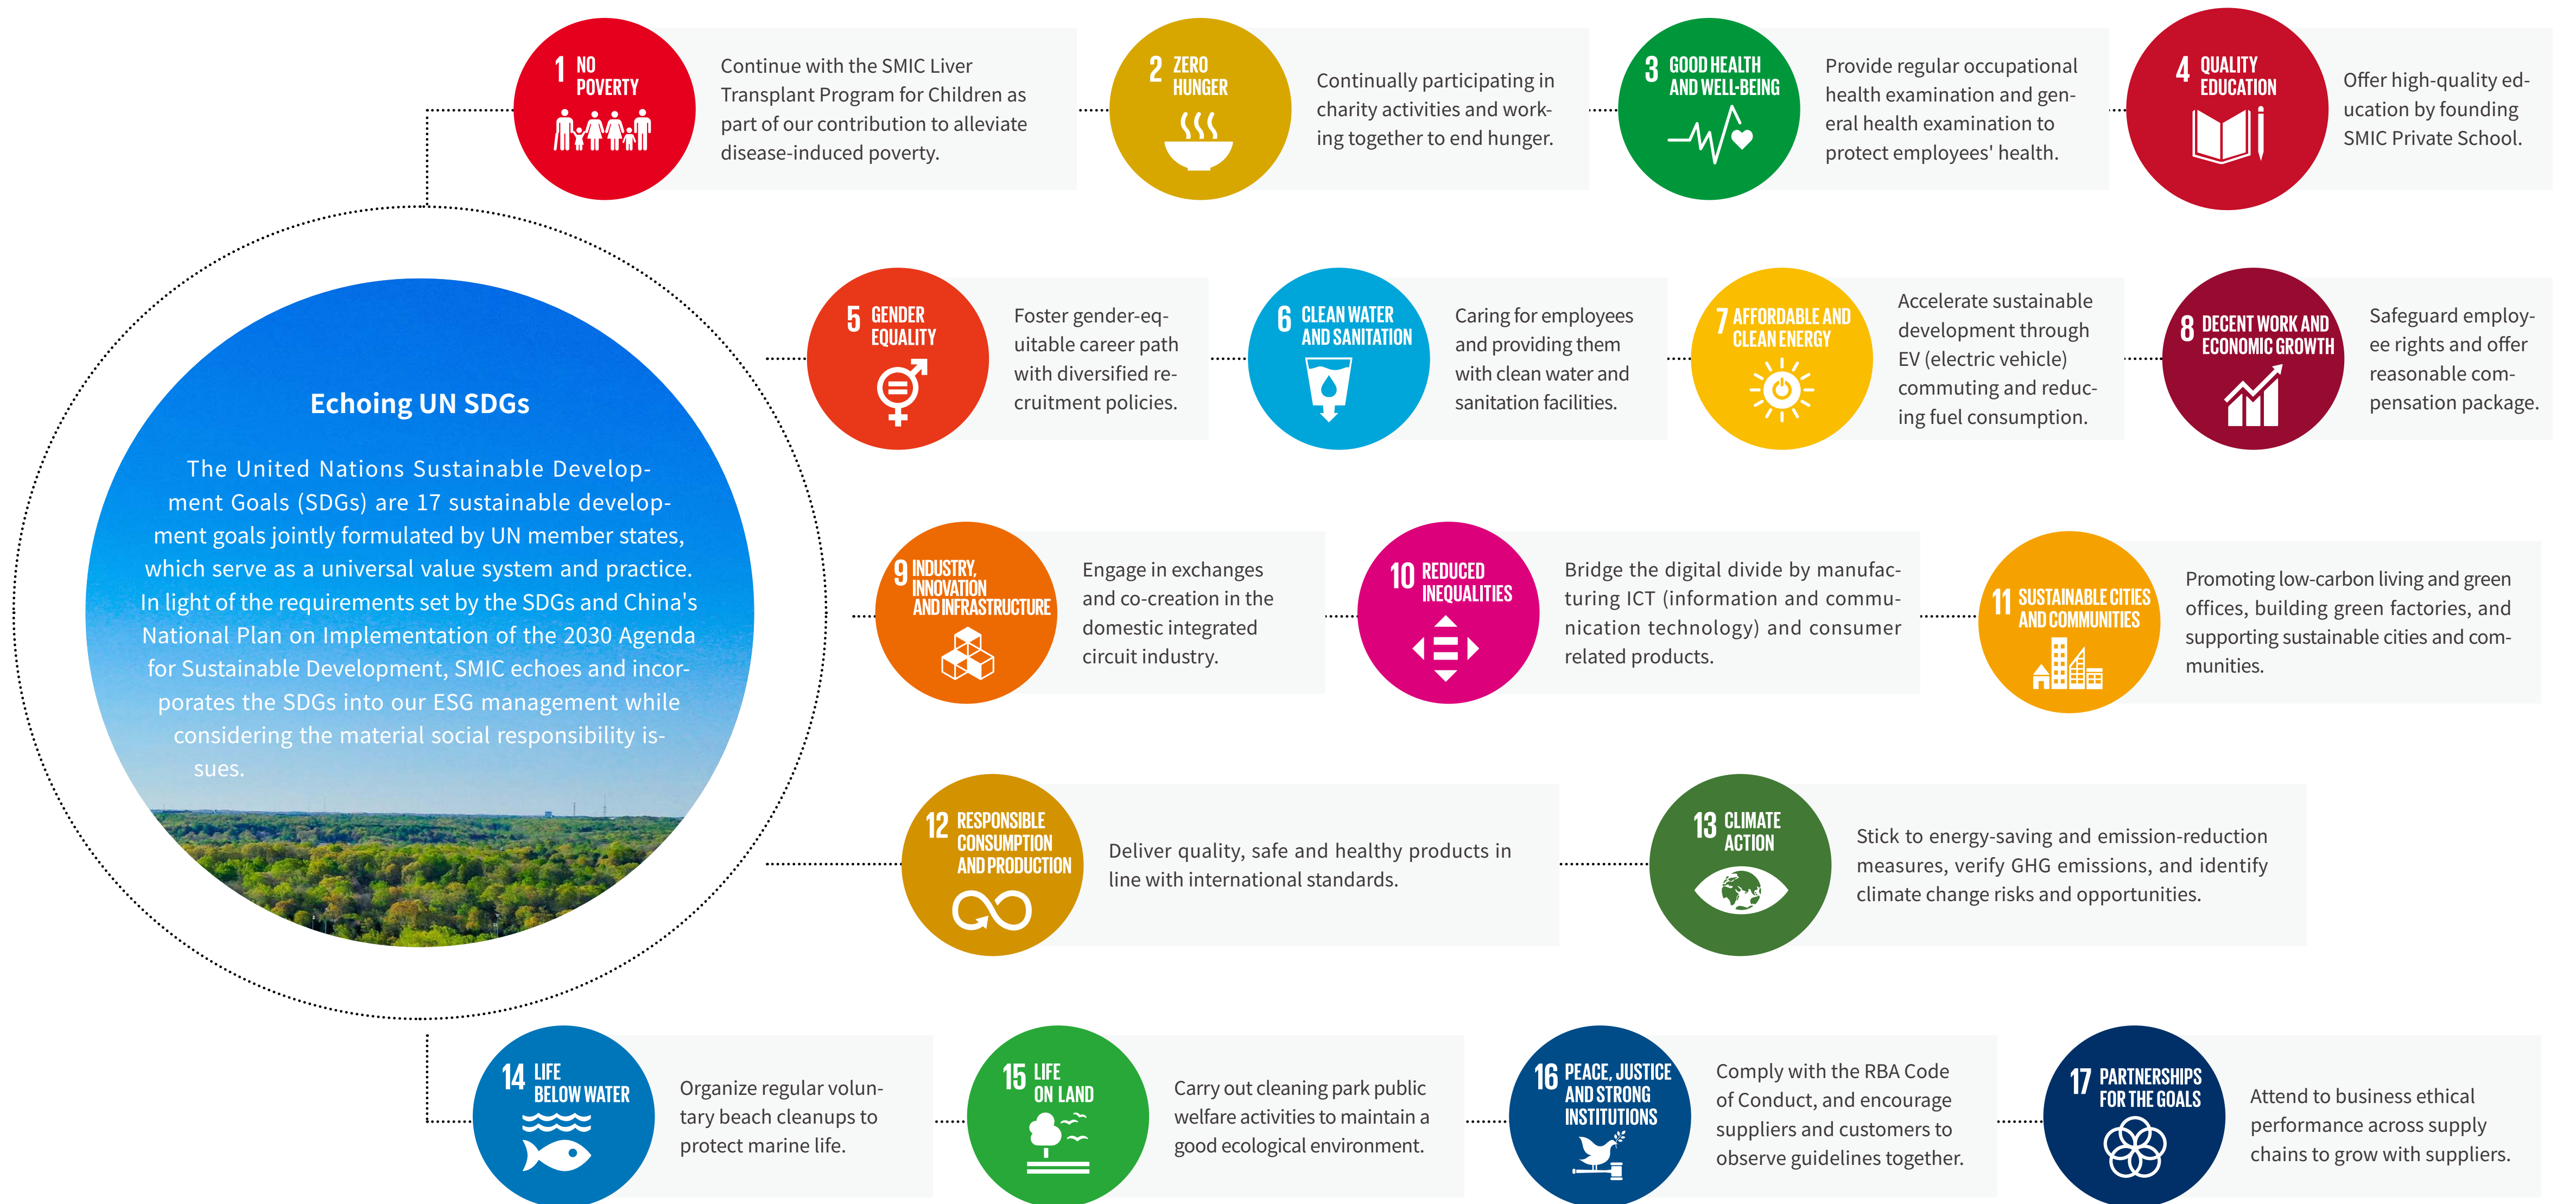 1 NO
POVERTY
Continue with the SMIC Liver
Transplant Program for Children as
part of our contribution to alleviate
disease-induced poverty.
2 ZERO
HUNGER
Continually participating in
charity activities and work-
ing together to end hunger.
3 GOOD HEALTH
AND WELL-BEING
Provide regular occupational
health examination and gen-
eral health examination to
protect employees' health.
4 QUALITY
EDUCATION
Offer high-quality ed-
ucation by founding
SMIC Private School.
Echoing UN SDGs
The United Nations Sustainable Develop-
ment Goals (SDGs) are 17 sustainable develop-
ment goals jointly formulated by UN member states,
which serve as a universal value system and practice.
In light of the requirements set by the SDGs and China's
National Plan on Implementation of the 2030 Agenda
for Sustainable Development, SMIC echoes and incor-
porates the SDGs into our ESG management while
considering the material social responsibility is-
sues.
5 GENDER
EQUALITY
Foster gender-eq-
uitable career path
with diversified re-
cruitment policies.
6 CLEAN WATER
AND SANITATION
Caring for employees
and providing them
with clean water and
sanitation facilities.
7 AFFORDABLE AND
CLEAN ENERGY
Accelerate sustainable
development through
EV (electric vehicle)
commuting and reduc-
ing fuel consumption.
8 DECENT WORK AND
ECONOMIC GROWTH
Safeguard employ-
ee rights and offer
reasonable com-
pensation package.
9 INDUSTRY,
INNOVATION
AND INFRASTRUCTURE
Engage in exchanges
and co-creation in the
domestic integrated
circuit industry.
10 REDUCED
INEQUALITIES
Bridge the digital divide by manufac-
turing ICT (information and commu-
nication technology) and consumer
related products.
11 SUSTAINABLE CITIES
AND COMMUNITIES
Promoting low-carbon living and green
offices, building green factories, and
supporting sustainable cities and com-
munities.
12 RESPONSIBLE
CONSUMPTION
AND PRODUCTION
Deliver quality, safe and healthy products in
line with international standards.
13 CLIMATE
ACTION
Stick to energy-saving and emission-reduction
measures, verify GHG emissions, and identify
climate change risks and opportunities.
14 LIFE
BELOW WATER
Organize regular volun-
tary beach cleanups to
protect marine life.
15 LIFE
ON LAND
Carry out cleaning park public
welfare activities to maintain a
good ecological environment.
16 PEACE, JUSTICE
AND STRONG
INSTITUTIONS
Comply with the RBA Code
of Conduct, and encourage
suppliers and customers to
observe guidelines together.
17 PARTNERSHIPS
FOR THE GOALS
Attend to business ethical
performance across supply
chains to grow with suppliers.